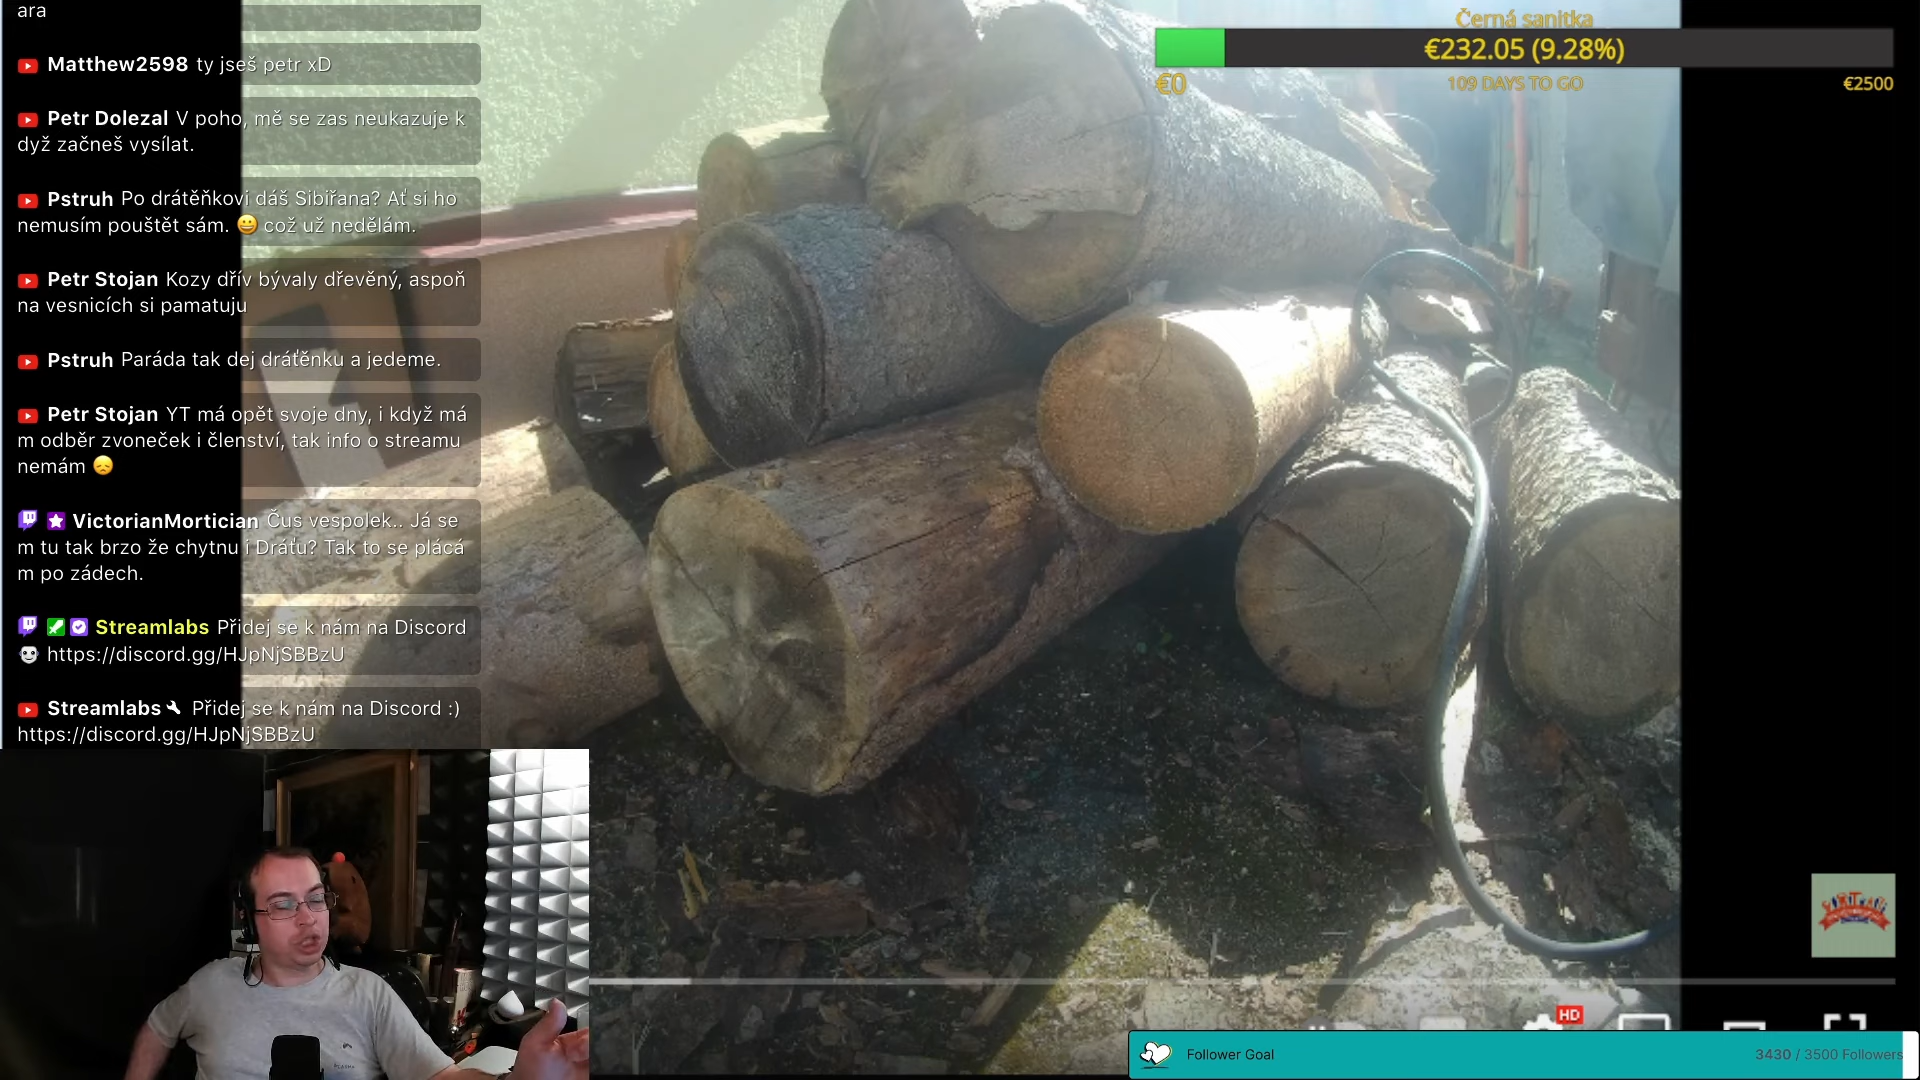 ara
Matthew2598 ty jseš petr xD
Petr Dolezal V poho, mě se zas neukazuje k
dyž začneš vysílat.
Pstruh Po drátěňkovi dáš Sibiřana? Ať si ho
nemusím pouštět sám. 😀 což už nedělám.
Petr Stojan Kozy dřív bývaly dřevěný, aspoň
na vesnicích si pamatuju
Pstruh Paráda tak dej dráťěnku a jedeme.
Petr Stojan YT má opět svoje dny, i když má
m odběr zvoneček i členství, tak info o streamu
nemám 😞
VictorianMortician Čus vespolek.. Já se
m tu tak brzo že chytnu i Dráťu? Tak to se plácá
m po zádech.
Streamlabs Přidej se k nám na Discord
https://discord.gg/HJpNjSBBzU
Streamlabs Přidej se k nám na Discord :)
https://discord.gg/HJpNjSBBzU
Černá sanitka
€232.05 (9.28%)
€0
109 DAYS TO GO
€2500
HD
Follower Goal
3430 / 3500 Followers